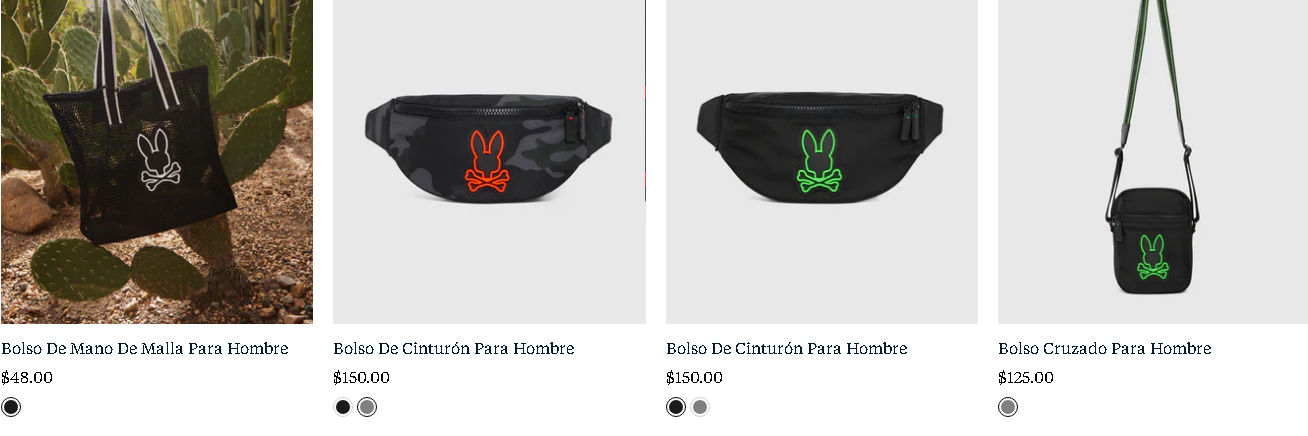 Bolso De Mano De Malla Para Hombre
$48.00
Bolso De Cinturón Para Hombre
$150.00
Bolso De Cinturón Para Hombre
$150.00
Bolso Cruzado Para Hombre
$125.00